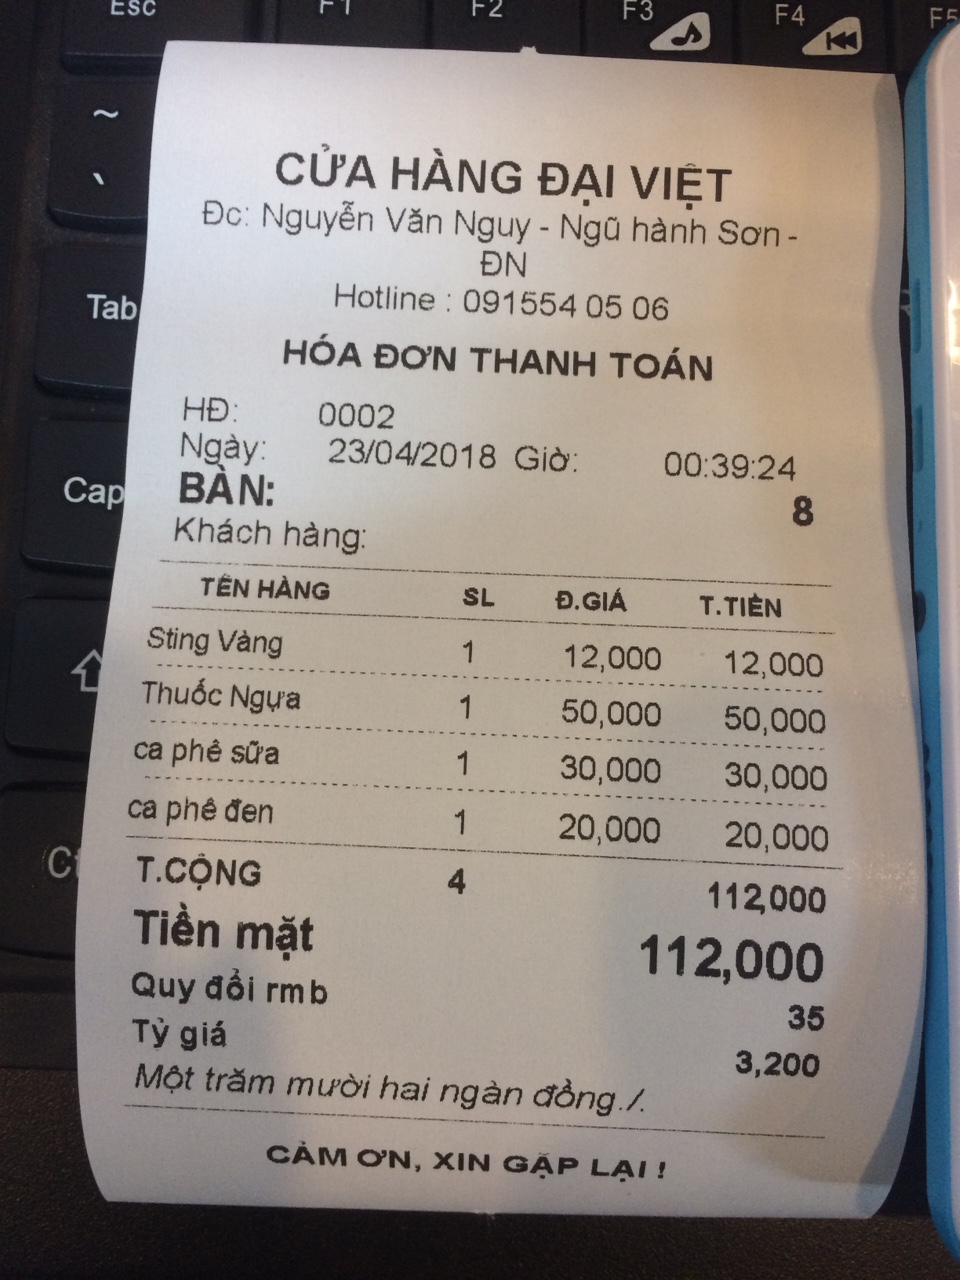 Esc F1 F2 F3 F4 F5
~
`
Tab
Cap
CỬA HÀNG ĐẠI VIỆT
Đc: Nguyễn Văn Nguy - Ngũ hành Sơn -
ĐN
Hotline : 091554 05 06
HÓA ĐƠN THANH TOÁN
HĐ: 0002
Ngày: 23/04/2018 Giờ: 00:39:24
BÀN: 8
Khách hàng:
TÊN HÀNG SL Đ.GIÁ T.TIỀN
Sting Vàng 1 12,000 12,000
Thuốc Ngựa 1 50,000 50,000
ca phê sữa 1 30,000 30,000
ca phê đen 1 20,000 20,000
T.CỘNG 4 112,000
Tiền mặt 112,000
Quy đổi rmb 35
Tỷ giá 3,200
Một trăm mười hai ngàn đồng./.
CẢM ƠN, XIN GẶP LẠI !